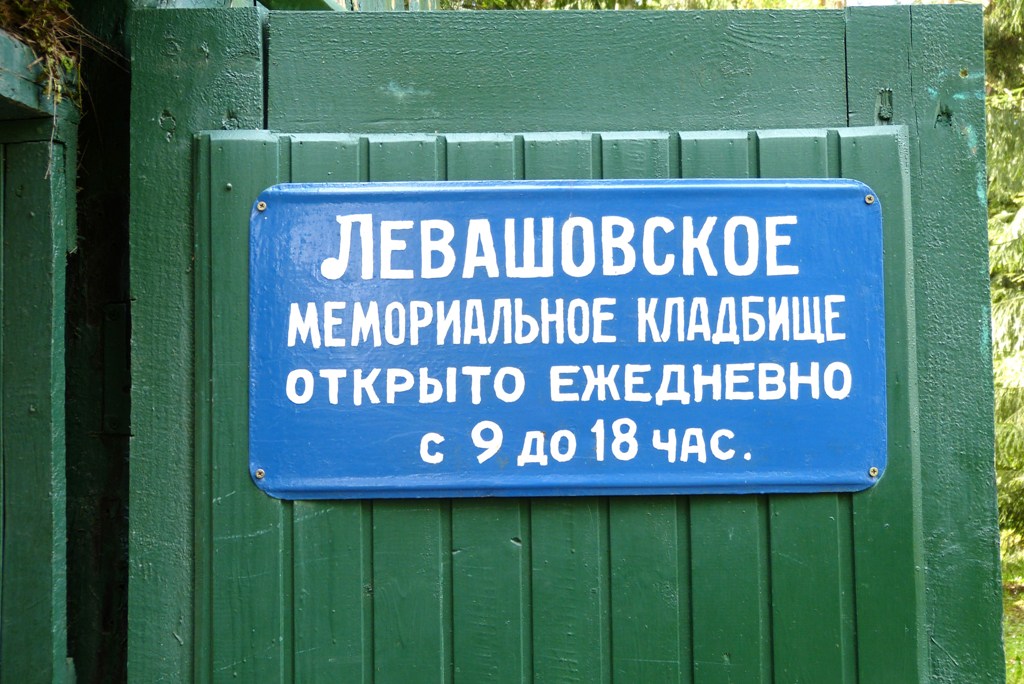 ЛЕВАШОВСКОЕ
МЕМОРИАЛЬНОЕ КЛАДБИЩЕ
ОТКРЫТО ЕЖЕДНЕВНО
с 9 до 18 час.